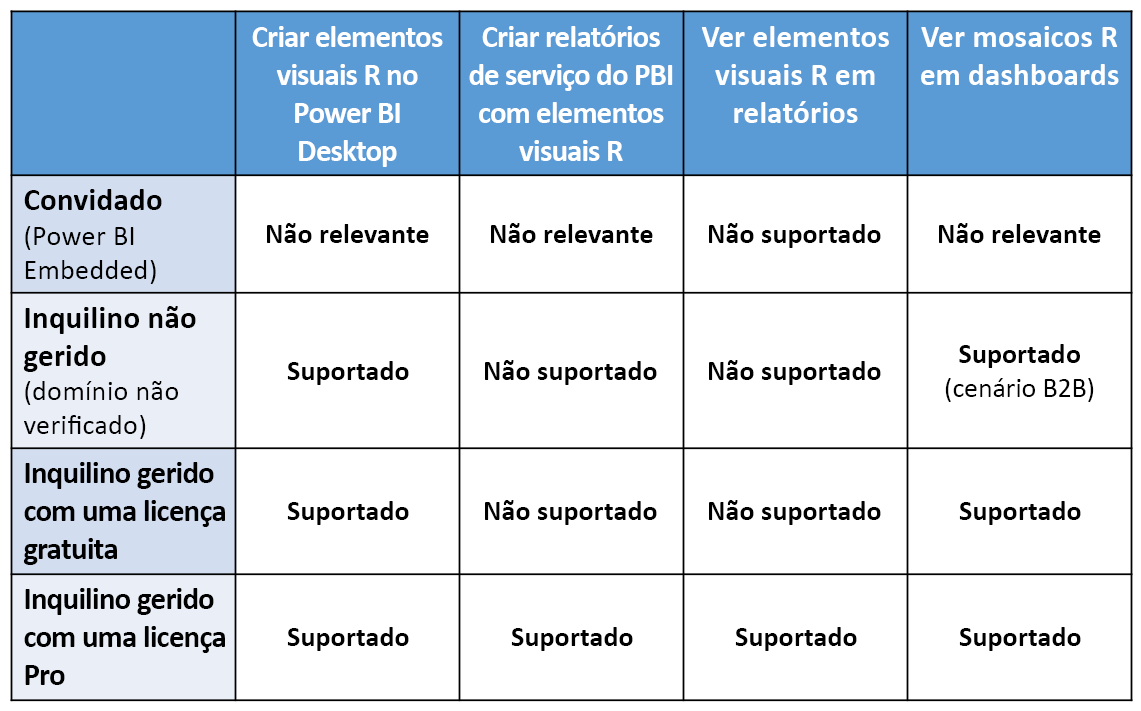 Criar elementos
visuais R no
Power BI
Desktop
Criar relatórios
de serviço do PBI
com elementos
visuais R
Ver elementos
visuais R em
relatórios
Ver mosaicos R
em dashboards
Convidado
(Power BI
Embedded)
Não relevante
Não relevante
Não suportado
Não relevante
Inquilino não
gerido
(domínio não
verificado)
Suportado
Não suportado
Não suportado
Suportado
(cenário B2B)
Inquilino gerido
com uma licença
gratuita
Suportado
Não suportado
Não suportado
Suportado
Inquilino gerido
com uma licença
Pro
Suportado
Suportado
Suportado
Suportado